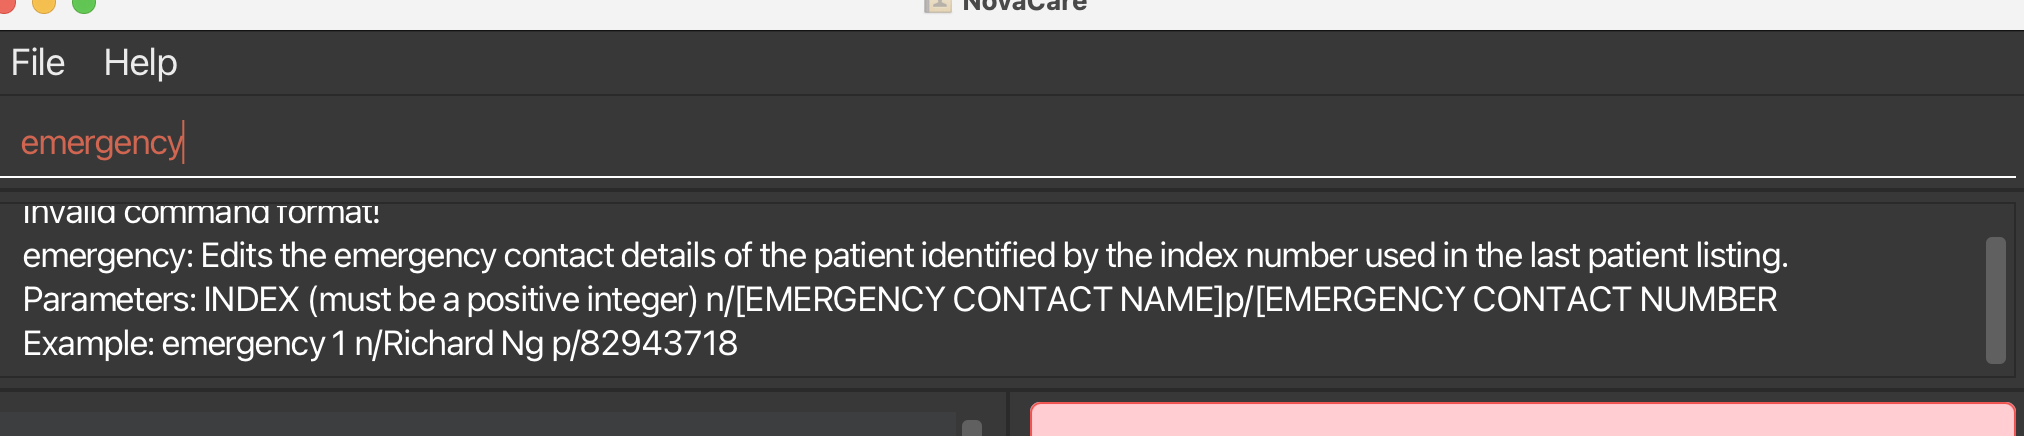 NovaCare
File Help
emergency
Invalid command format!
emergency: Edits the emergency contact details of the patient identified by the index number used in the last patient listing.
Parameters: INDEX (must be a positive integer) n/[EMERGENCY CONTACT NAME]p/[EMERGENCY CONTACT NUMBER
Example: emergency 1 n/Richard Ng p/82943718